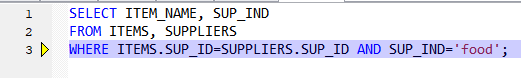 1 SELECT ITEM_NAME, SUP_IND
2 FROM ITEMS, SUPPLIERS
3 WHERE ITEMS.SUP_ID=SUPPLIERS.SUP_ID AND SUP_IND='food';